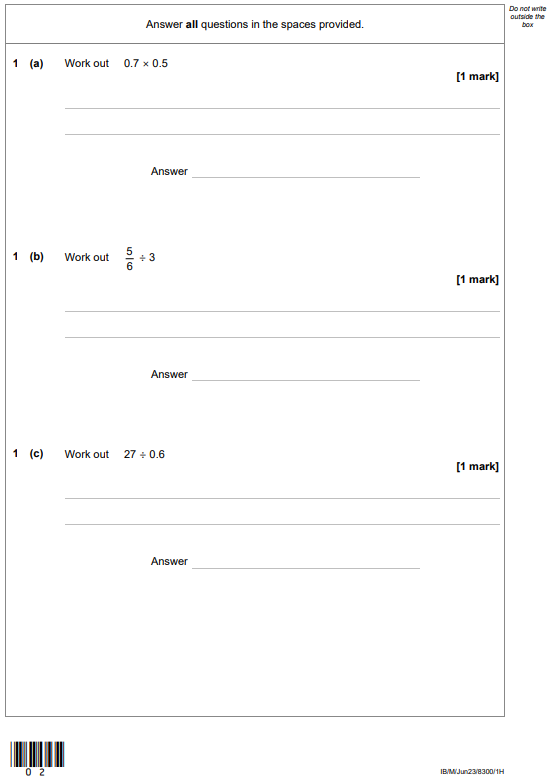 Answer all questions in the spaces provided.
Do not write
outside the
box
1 (a) Work out 0.7 × 0.5
[1 mark]
Answer
1 (b) Work out 5/6 ÷ 3
[1 mark]
Answer
1 (c) Work out 27 ÷ 0.6
[1 mark]
Answer
0 2
IB/M/Jun23/8300/1H